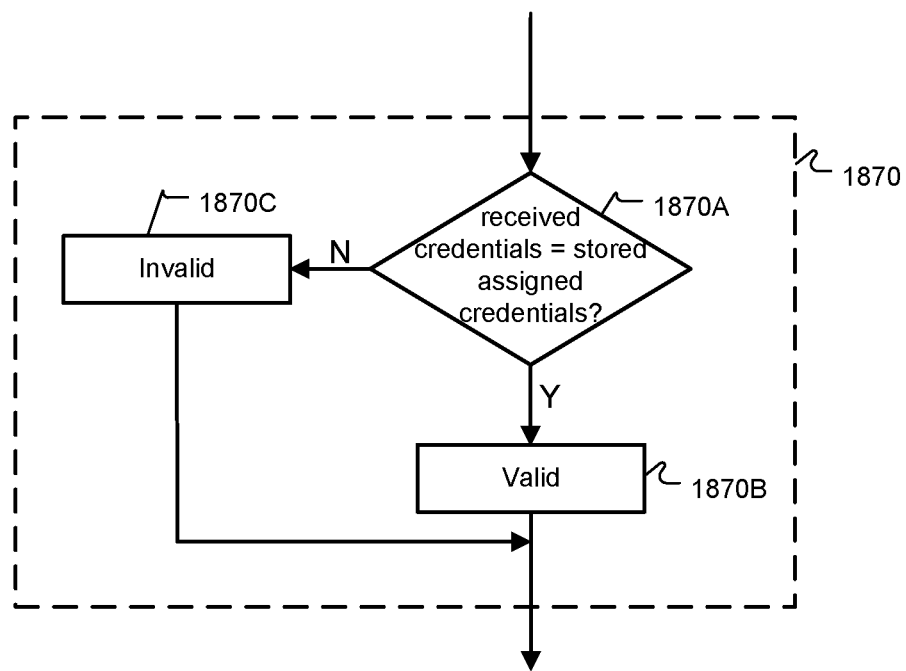 1870
1870A
received
credentials = stored
assigned
credentials?
1870C
Invalid
N
Y
Valid
1870B